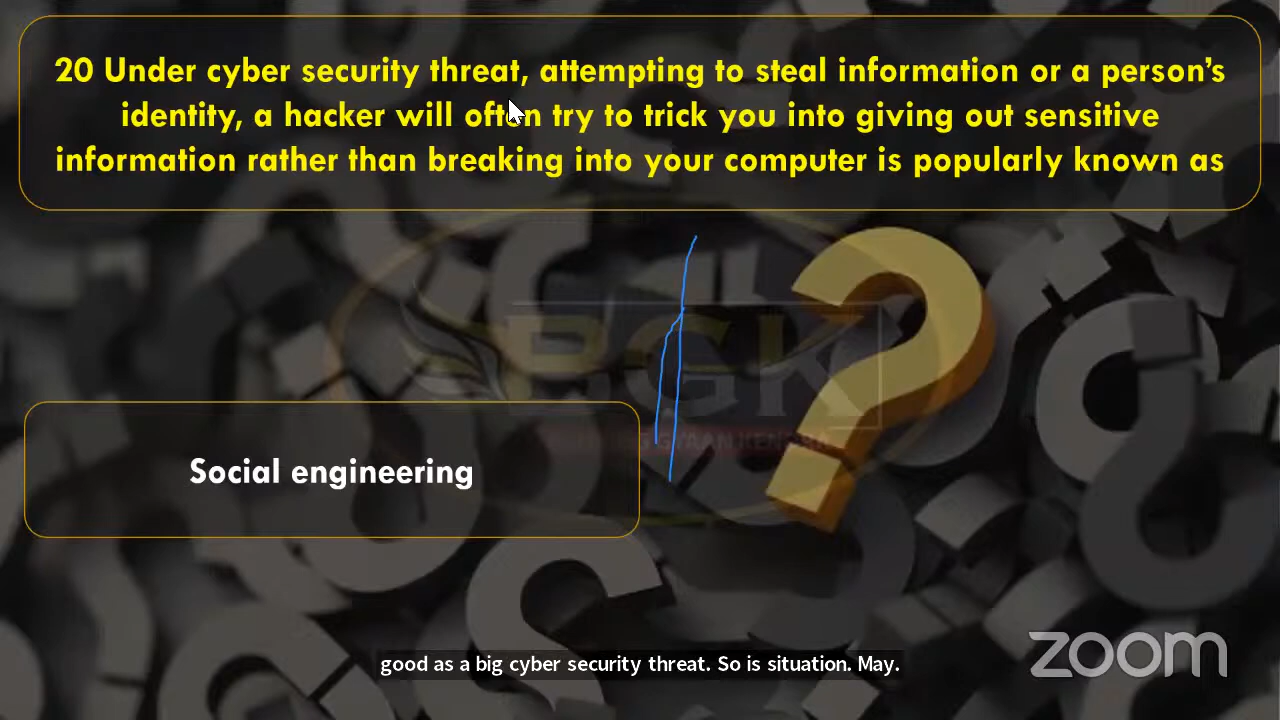 20 Under cyber security threat, attempting to steal information or a person’s
identity, a hacker will often try to trick you into giving out sensitive
information rather than breaking into your computer is popularly known as
BGK
Social engineering
good as a big cyber security threat. So is situation. May.
zoom